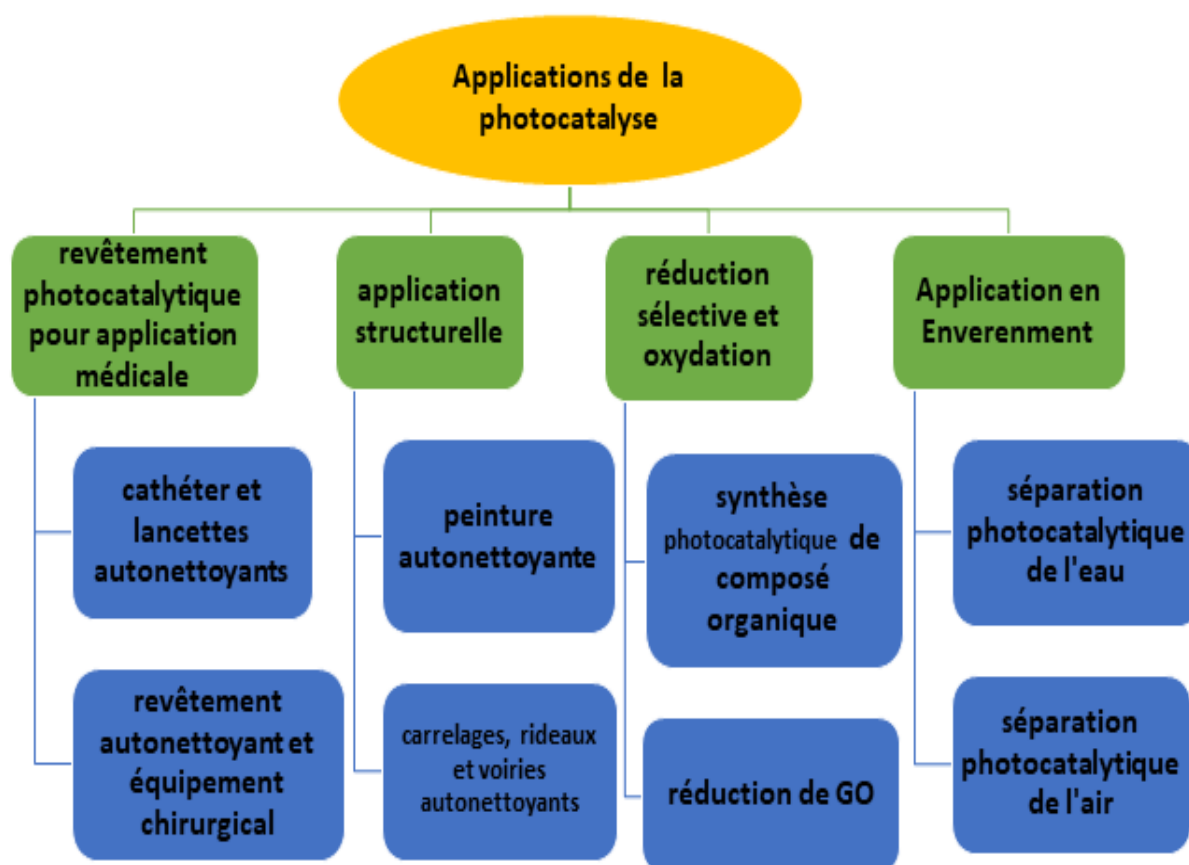 Applications de la
photocatalyse
revêtement
photocatalytique
pour application
médicale
application
structurelle
réduction
sélective et
oxydation
Application en
Enverenment
cathéter et
lancettes
autonettoyants
peinture
autonettoyante
synthèse
photocatalytique de
composé
organique
séparation
photocatalytique
de l'eau
revêtement
autonettoyant et
équipement
chirurgical
carrelages, rideaux
et voiries
autonettoyants
réduction de GO
séparation
photocatalytique
de l'air